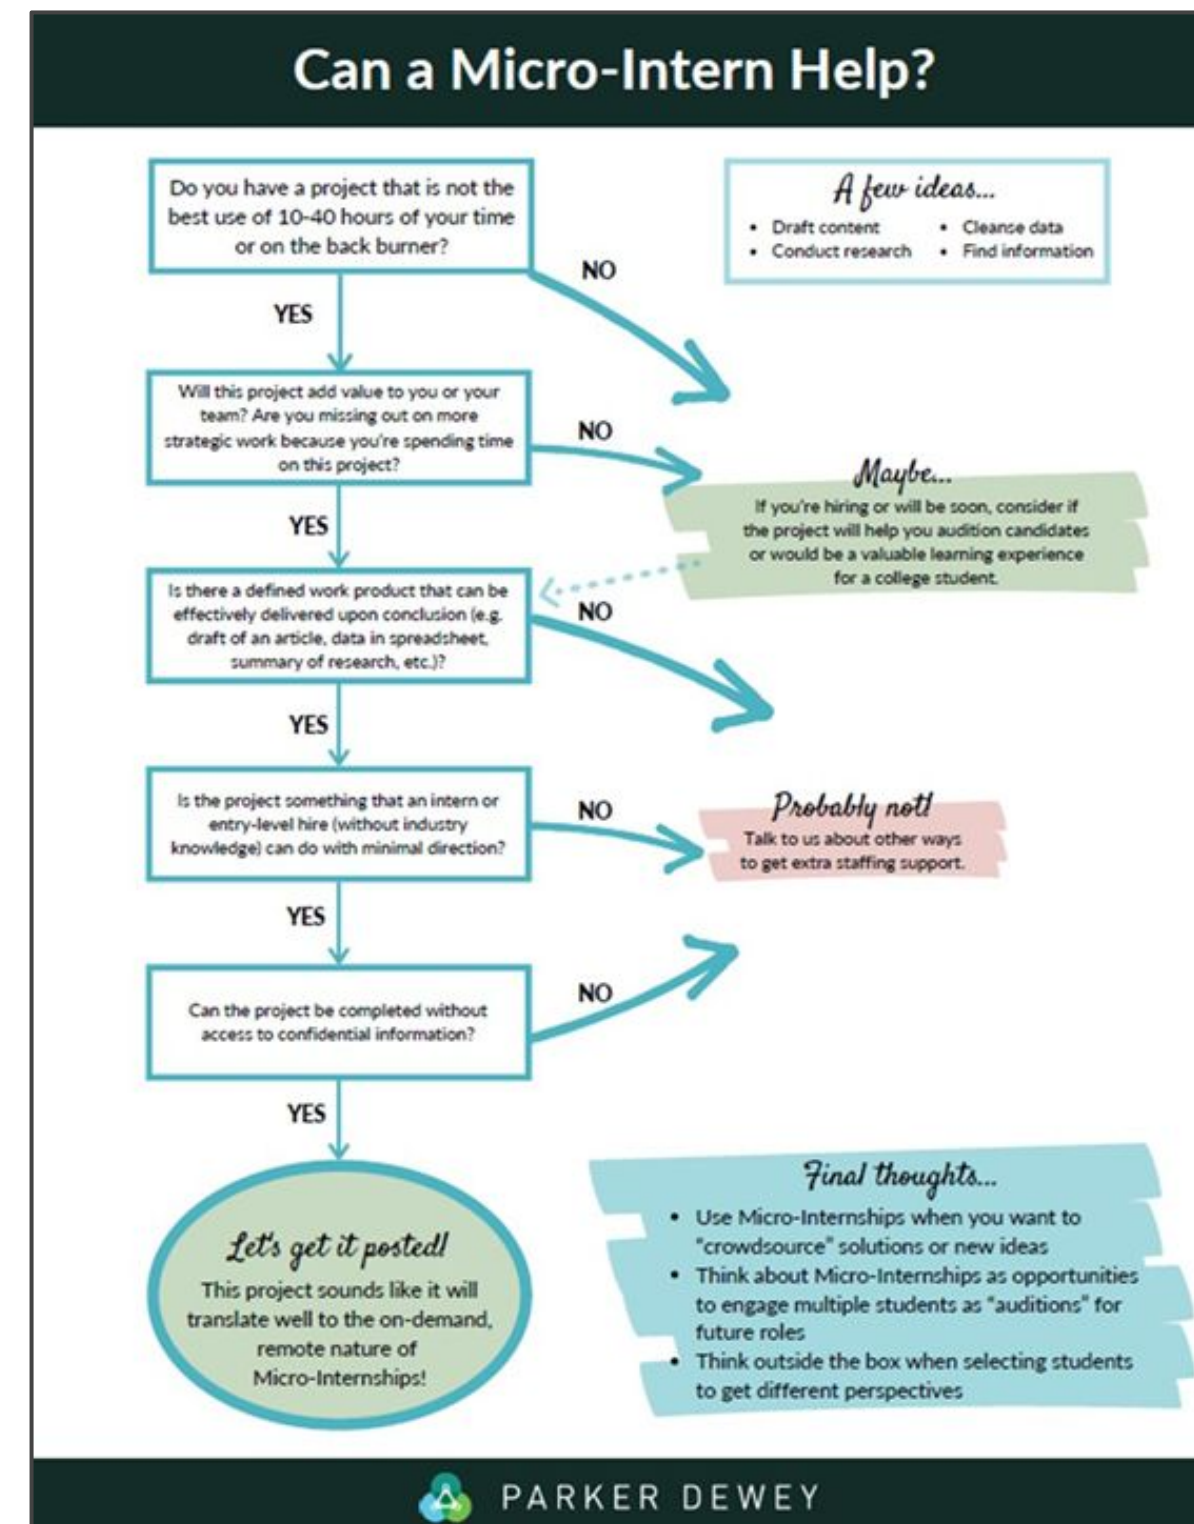 Can a Micro-Intern Help?
Do you have a project that is not the
best use of 10-40 hours of your time
or on the back burner?
A few ideas...
• Draft content
• Conduct research
• Cleanse data
• Find information
NO
YES
Will this project add value to you or your
team? Are you missing out on more
strategic work because you're spending time
on this project?
NO
Maybe...
If you're hiring or will be soon, consider if
the project will help you audition candidates
or would be a valuable learning experience
for a college student.
YES
Is there a defined work product that can be
effectively delivered upon conclusion (e.g.
draft of an article, data in spreadsheet,
summary of research, etc.)?
NO
YES
Is the project something that an intern or
entry-level hire (without industry
knowledge) can do with minimal direction?
NO
Probably not!
Talk to us about other ways
to get extra staffing support.
YES
Can the project be completed without
access to confidential information?
NO
YES
Let's get it posted!
This project sounds like it will
translate well to the on-demand,
remote nature of
Micro-Internships!
Final thoughts...
• Use Micro-Internships when you want to
"crowdsource" solutions or new ideas
• Think about Micro-Internships as opportunities
to engage multiple students as "auditions" for
future roles
• Think outside the box when selecting students
to get different perspectives
PARKER DEWEY